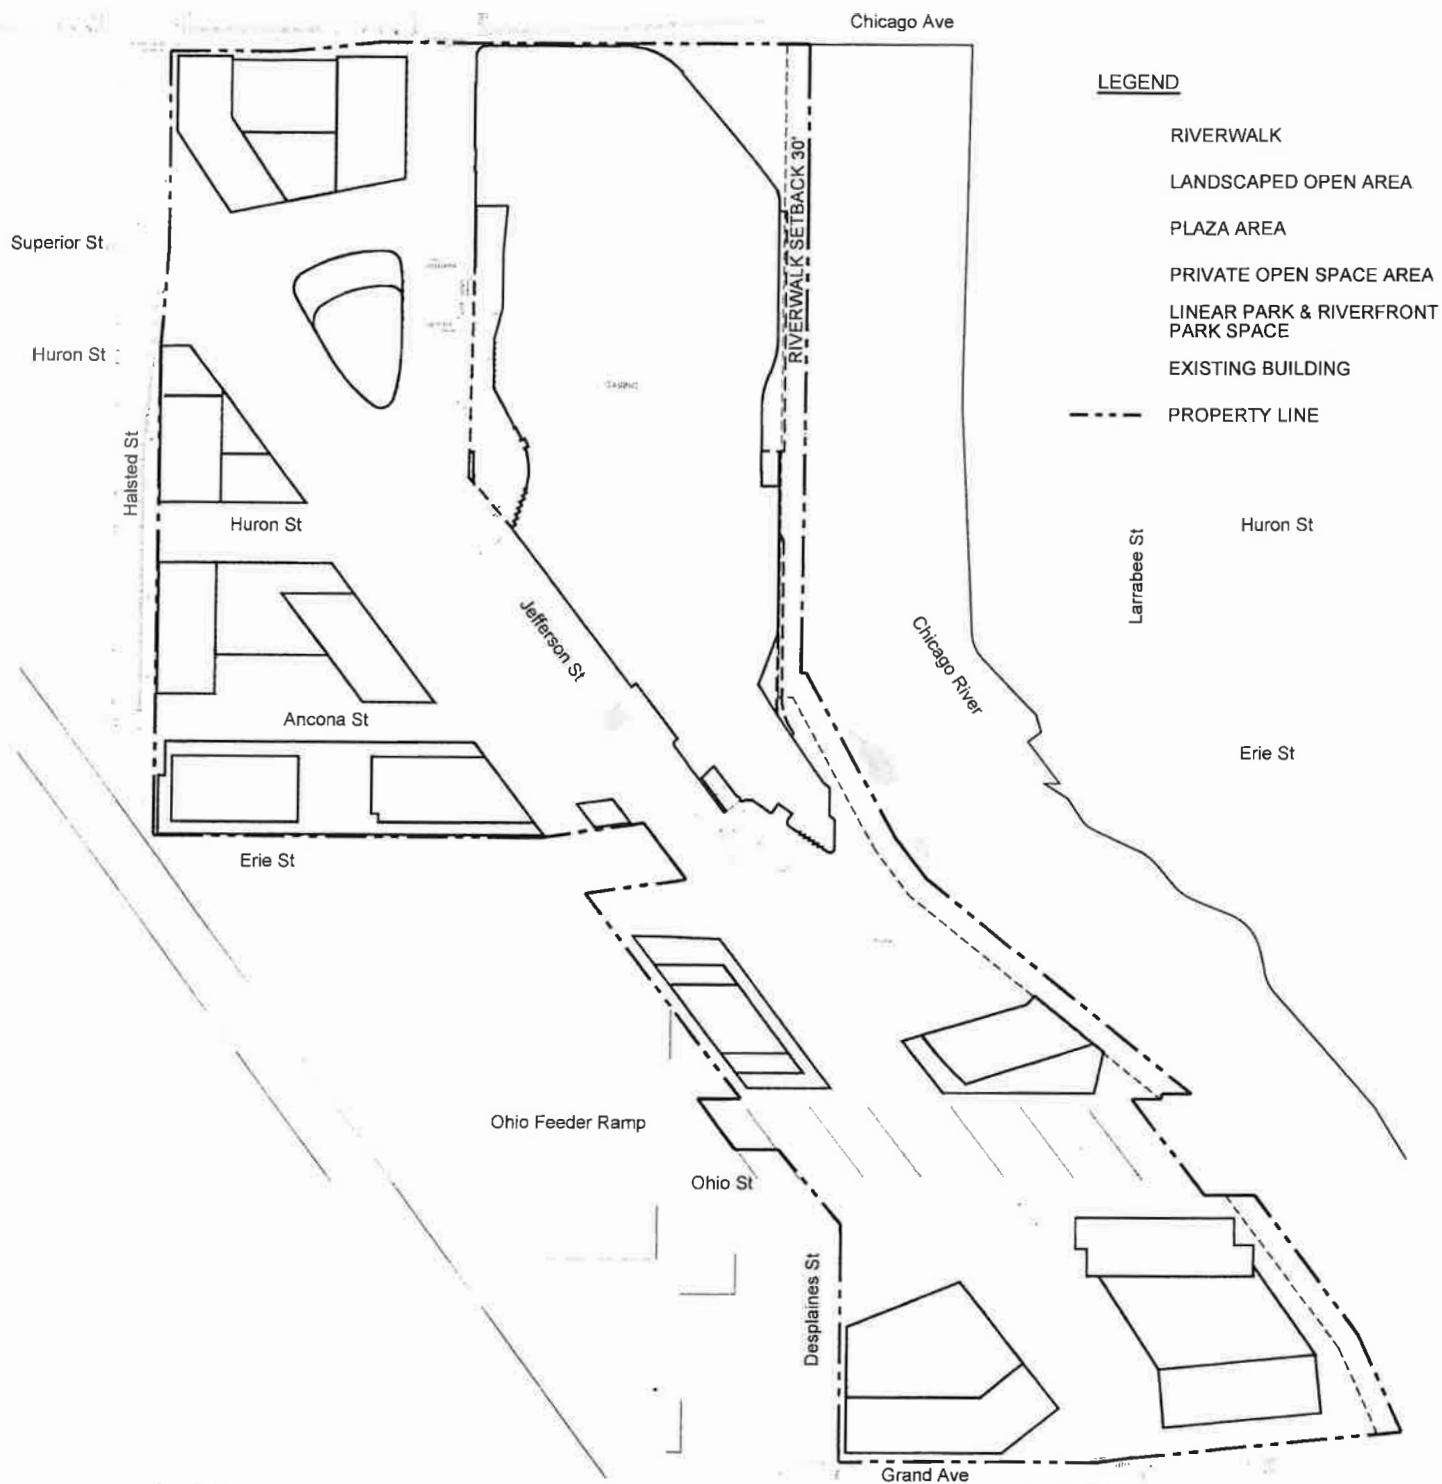 Chicago Ave
LEGEND
RIVERWALK
LANDSCAPED OPEN AREA
PLAZA AREA
PRIVATE OPEN SPACE AREA
LINEAR PARK & RIVERFRONT
PARK SPACE
EXISTING BUILDING
PROPERTY LINE
RIVERWALK SETBACK 30'
Superior St
Huron St
Halsted St
Huron St
Jefferson St
Ancona St
Erie St
Chicago River
Larrabee St
Huron St
Erie St
Ohio Feeder Ramp
Ohio St
Desplaines St
Grand Ave